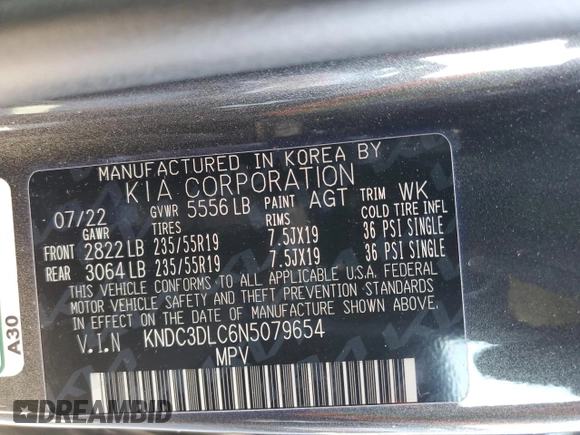 MANUFACTURED IN KOREA BY
KIA CORPORATION
07/22 GVWR 5556 LB PAINT AGT TRIM WK
GAWR RIMS COLD TIRE INFL
FRONT 2822 LB 235/55R19 7.5JX19 36 PSI SINGLE
REAR 3064 LB 235/55R19 7.5JX19 36 PSI SINGLE
THIS VEHICLE CONFORMS TO ALL APPLICABLE U.S.A. FEDERAL
MOTOR VEHICLE SAFETY AND THEFT PREVENTION STANDARDS
IN EFFECT ON THE DATE OF MANUFACTURE SHOWN ABOVE.
V.I.N KNDC3DLC6N5079654
MPV
A30
DREAMBID